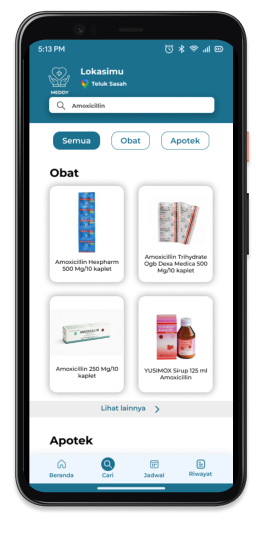 5:13 PM
Lokasimu
Teluk Sasah
MEDDY
Amoxicillin
Semua
Obat
Apotek
Obat
Amoxicillin Hexpharm
500 Mg/10 kaplet
Amoxicillin Trihydrate
Ogb Dexa Medica 500
Mg/10 kaplet
Amoxicillin 250 Mg/10
kaplet
YUSIMOX Sirup 125 ml
Amoxicillin
Lihat lainnya
Apotek
Beranda
Cari
Jadwal
Riwayat